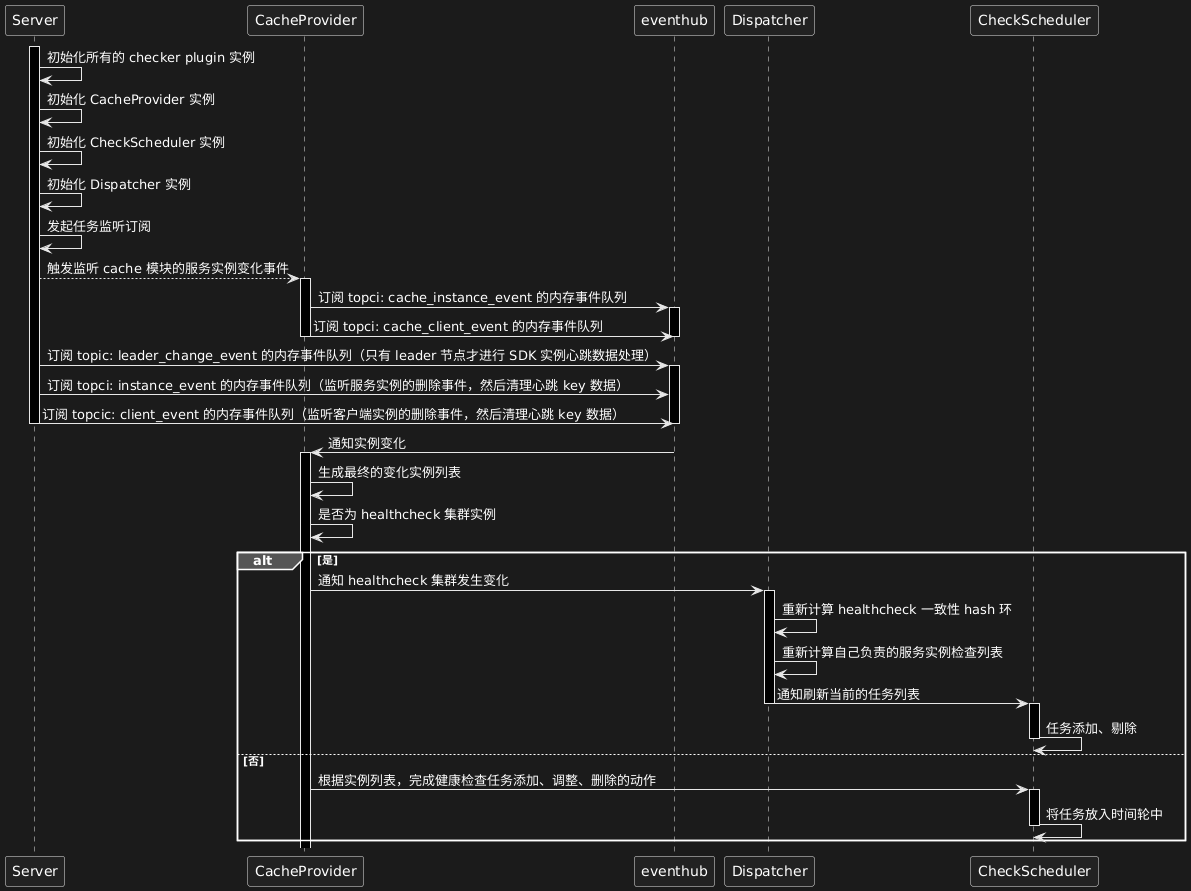 Server CacheProvider eventhub Dispatcher CheckScheduler
初始化所有的 checker plugin 实例
初始化 CacheProvider 实例
初始化 CheckScheduler 实例
初始化 Dispatcher 实例
发起任务监听订阅
触发监听 cache 模块的服务实例变化事件
订阅 topci: cache_instance_event 的内存事件队列
订阅 topci: cache_client_event 的内存事件队列
订阅 topic: leader_change_event 的内存事件队列（只有 leader 节点才进行 SDK 实例心跳数据处理）
订阅 topci: instance_event 的内存事件队列（监听服务实例的删除事件，然后清理心跳 key 数据）
订阅 topcic: client_event 的内存事件队列（监听客户端实例的删除事件，然后清理心跳 key 数据）
通知实例变化
生成最终的变化实例列表
是否为 healthcheck 集群实例
alt [是]
通知 healthcheck 集群发生变化
重新计算 healthcheck 一致性 hash 环
重新计算自己负责的服务实例检查列表
通知刷新当前的任务列表
任务添加、剔除
[否]
根据实例列表，完成健康检查任务添加、调整、删除的动作
将任务放入时间轮中
Server CacheProvider eventhub Dispatcher CheckScheduler